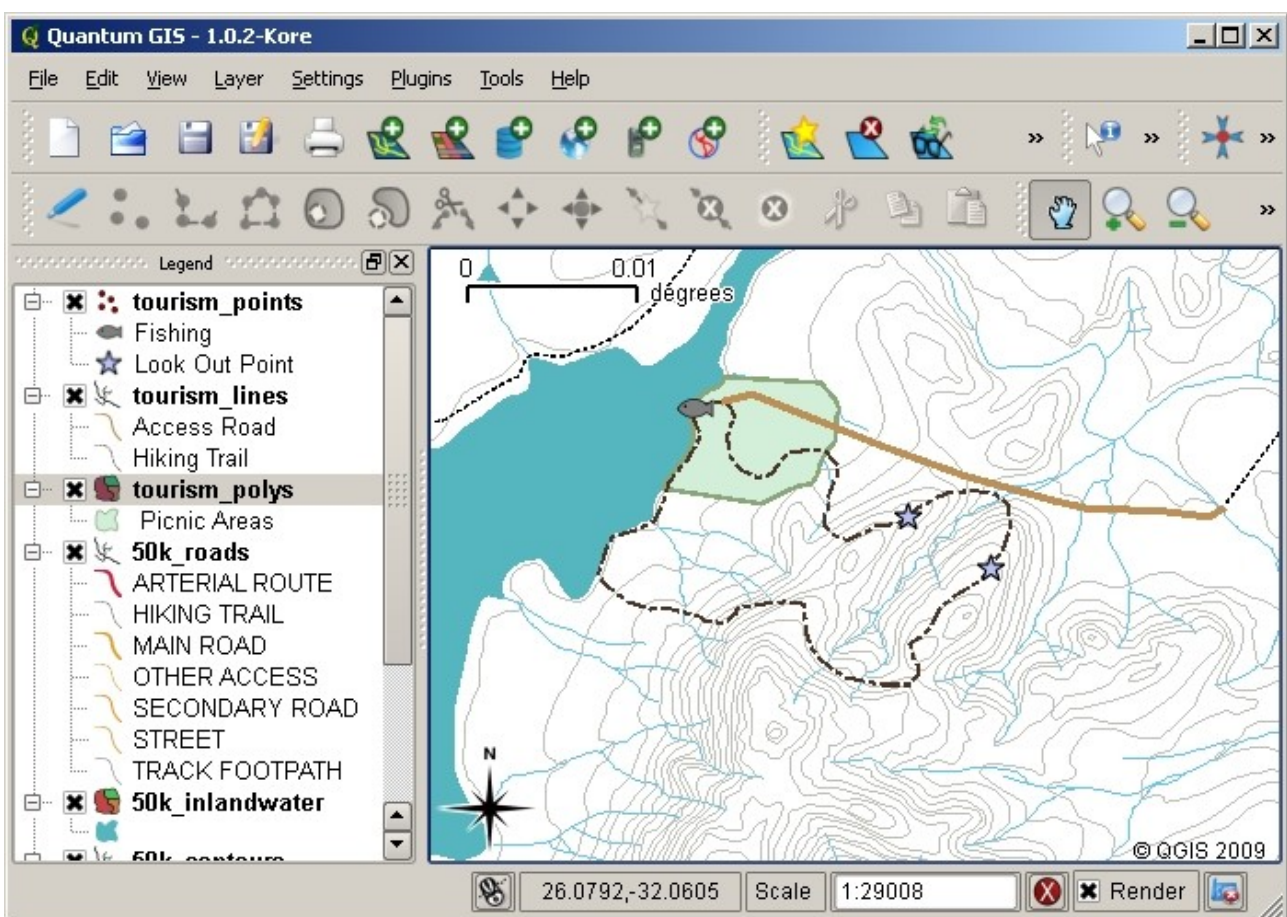 Quantum GIS - 1.0.2-Kore
File Edit View Layer Settings Plugins Tools Help
Legend
tourism_points
Fishing
Look Out Point
tourism_lines
Access Road
Hiking Trail
tourism_polys
Picnic Areas
50k_roads
ARTERIAL ROUTE
HIKING TRAIL
MAIN ROAD
OTHER ACCESS
SECONDARY ROAD
STREET
TRACK FOOTPATH
50k_inlandwater
50k_contours
0 0.01
dégrees
N
© QGIS 2009
26.0792,-32.0605 Scale 1:29008 Render